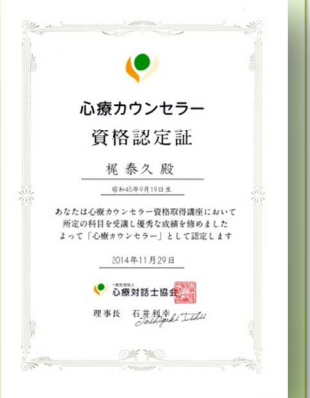 心療カウンセラー
資格認定証
梶 泰久 殿
昭和45年9月19日生
あなたは心療カウンセラー資格取得講座において
所定の科目を受講し優秀な成績を修めました
よって「心療カウンセラー」として認定します
2014年11月29日
一般社団法人
心療対話士協会
理事長 石井利幸